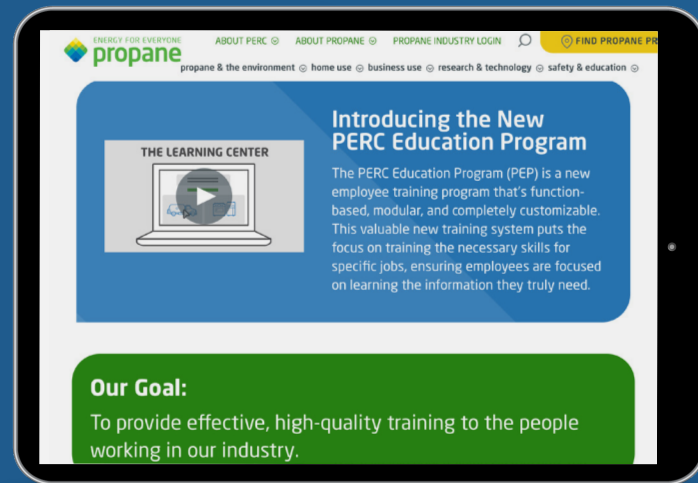 ENERGY FOR EVERYONE
propane
ABOUT PERC ABOUT PROPANE PROPANE INDUSTRY LOGIN FIND PROPANE PR
propane & the environment home use business use research & technology safety & education
THE LEARNING CENTER
Introducing the New
PERC Education Program
The PERC Education Program (PEP) is a new
employee training program that's function-
based, modular, and completely customizable.
This valuable new training system puts the
focus on training the necessary skills for
specific jobs, ensuring employees are focused
on learning the information they truly need.
Our Goal:
To provide effective, high-quality training to the people
working in our industry.